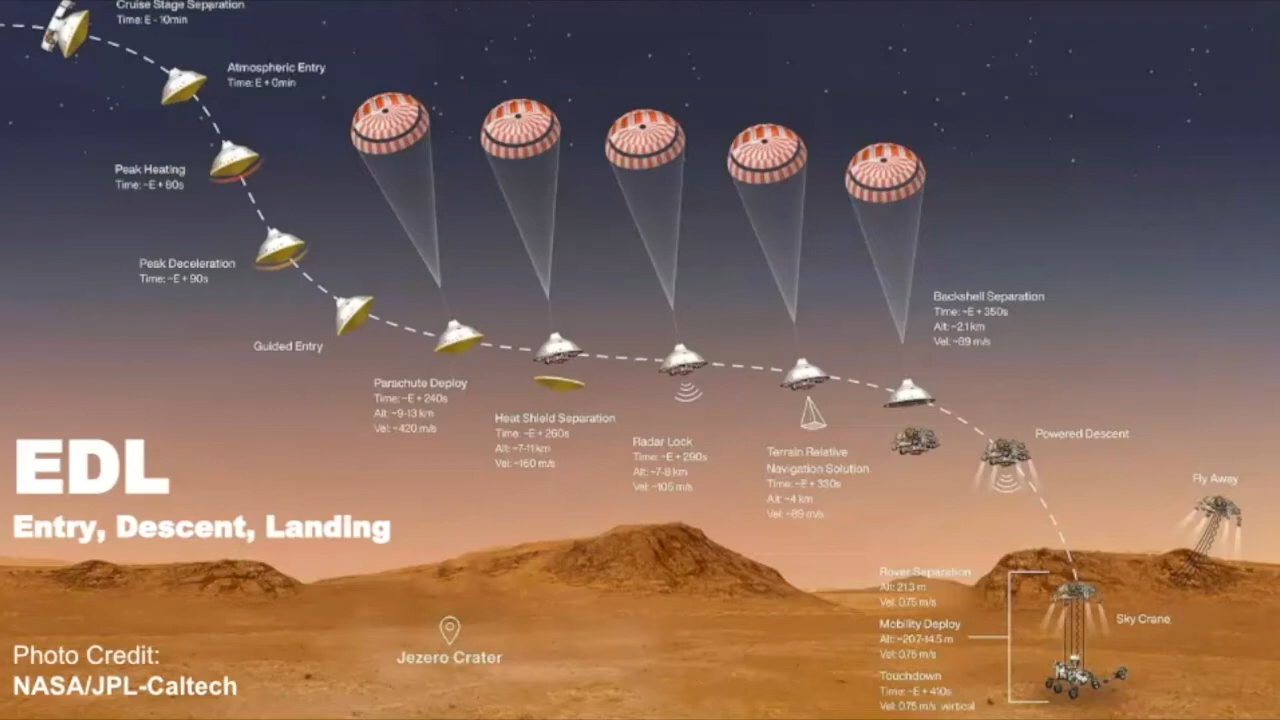 Cruise Stage Separation
Time: E - 10min
Atmospheric Entry
Time: E + 0min
Peak Heating
Time: ~E + 80s
Peak Deceleration
Time: ~E + 90s
Guided Entry
Parachute Deploy
Time: ~E + 240s
Alt: ~9-13 km
Vel: ~420 m/s
Heat Shield Separation
Time: ~E + 260s
Alt: ~7-11 km
Vel: ~160 m/s
Radar Lock
Time: ~E + 290s
Alt: ~7-8 km
Vel: ~105 m/s
Terrain Relative
Navigation Solution
Time: ~E + 330s
Alt: ~4 km
Vel: ~89 m/s
Backshell Separation
Time: ~E + 350s
Alt: ~2.1 km
Vel: ~89 m/s
Powered Descent
Fly Away
Rover Separation
Alt: 21.3 m
Vel: 0.75 m/s
Mobility Deploy
Alt: ~20.7-14.5 m
Vel: 0.75 m/s
Touchdown
Time: ~E + 410s
Vel: 0.75 m/s vertical
Sky Crane
EDL
Entry, Descent, Landing
Jezero Crater
Photo Credit:
NASA/JPL-Caltech